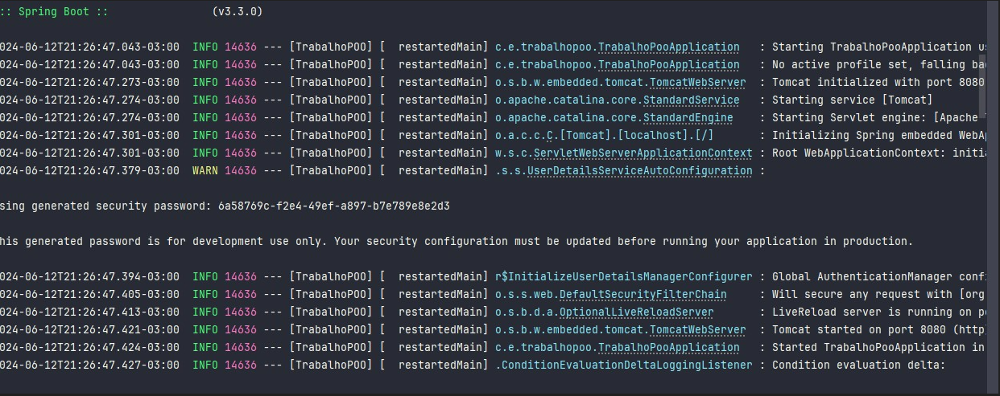 :: Spring Boot :: (v3.3.0)
024-06-12T21:26:47.043-03:00 INFO 14636 --- [TrabalhoPOO] [ restartedMain] c.e.trabalhopoo.TrabalhoPooApplication : Starting TrabalhoPooApplication us
024-06-12T21:26:47.043-03:00 INFO 14636 --- [TrabalhoPOO] [ restartedMain] c.e.trabalhopoo.TrabalhoPooApplication : No active profile set, falling bac
024-06-12T21:26:47.273-03:00 INFO 14636 --- [TrabalhoPOO] [ restartedMain] o.s.b.w.embedded.tomcat.TomcatWebServer : Tomcat initialized with port 8080
024-06-12T21:26:47.274-03:00 INFO 14636 --- [TrabalhoPOO] [ restartedMain] o.apache.catalina.core.StandardService : Starting service [Tomcat]
024-06-12T21:26:47.274-03:00 INFO 14636 --- [TrabalhoPOO] [ restartedMain] o.apache.catalina.core.StandardEngine : Starting Servlet engine: [Apache
024-06-12T21:26:47.301-03:00 INFO 14636 --- [TrabalhoPOO] [ restartedMain] o.a.c.c.C.[Tomcat].[localhost].[/] : Initializing Spring embedded WebAp
024-06-12T21:26:47.301-03:00 INFO 14636 --- [TrabalhoPOO] [ restartedMain] w.s.c.ServletWebServerApplicationContext : Root WebApplicationContext: initia
024-06-12T21:26:47.379-03:00 WARN 14636 --- [TrabalhoPOO] [ restartedMain] .s.s.UserDetailsServiceAutoConfiguration :
sing generated security password: 6a58769c-f2e4-49ef-a897-b7e789e8e2d3
his generated password is for development use only. Your security configuration must be updated before running your application in production.
024-06-12T21:26:47.394-03:00 INFO 14636 --- [TrabalhoPOO] [ restartedMain] r$InitializeUserDetailsManagerConfigurer : Global AuthenticationManager confi
024-06-12T21:26:47.405-03:00 INFO 14636 --- [TrabalhoPOO] [ restartedMain] o.s.s.web.DefaultSecurityFilterChain : Will secure any request with [org
024-06-12T21:26:47.413-03:00 INFO 14636 --- [TrabalhoPOO] [ restartedMain] o.s.b.d.a.OptionalLiveReloadServer : LiveReload server is running on po
024-06-12T21:26:47.421-03:00 INFO 14636 --- [TrabalhoPOO] [ restartedMain] o.s.b.w.embedded.tomcat.TomcatWebServer : Tomcat started on port 8080 (http)
024-06-12T21:26:47.424-03:00 INFO 14636 --- [TrabalhoPOO] [ restartedMain] c.e.trabalhopoo.TrabalhoPooApplication : Started TrabalhoPooApplication in
024-06-12T21:26:47.427-03:00 INFO 14636 --- [TrabalhoPOO] [ restartedMain] .ConditionEvaluationDeltaLoggingListener : Condition evaluation delta: